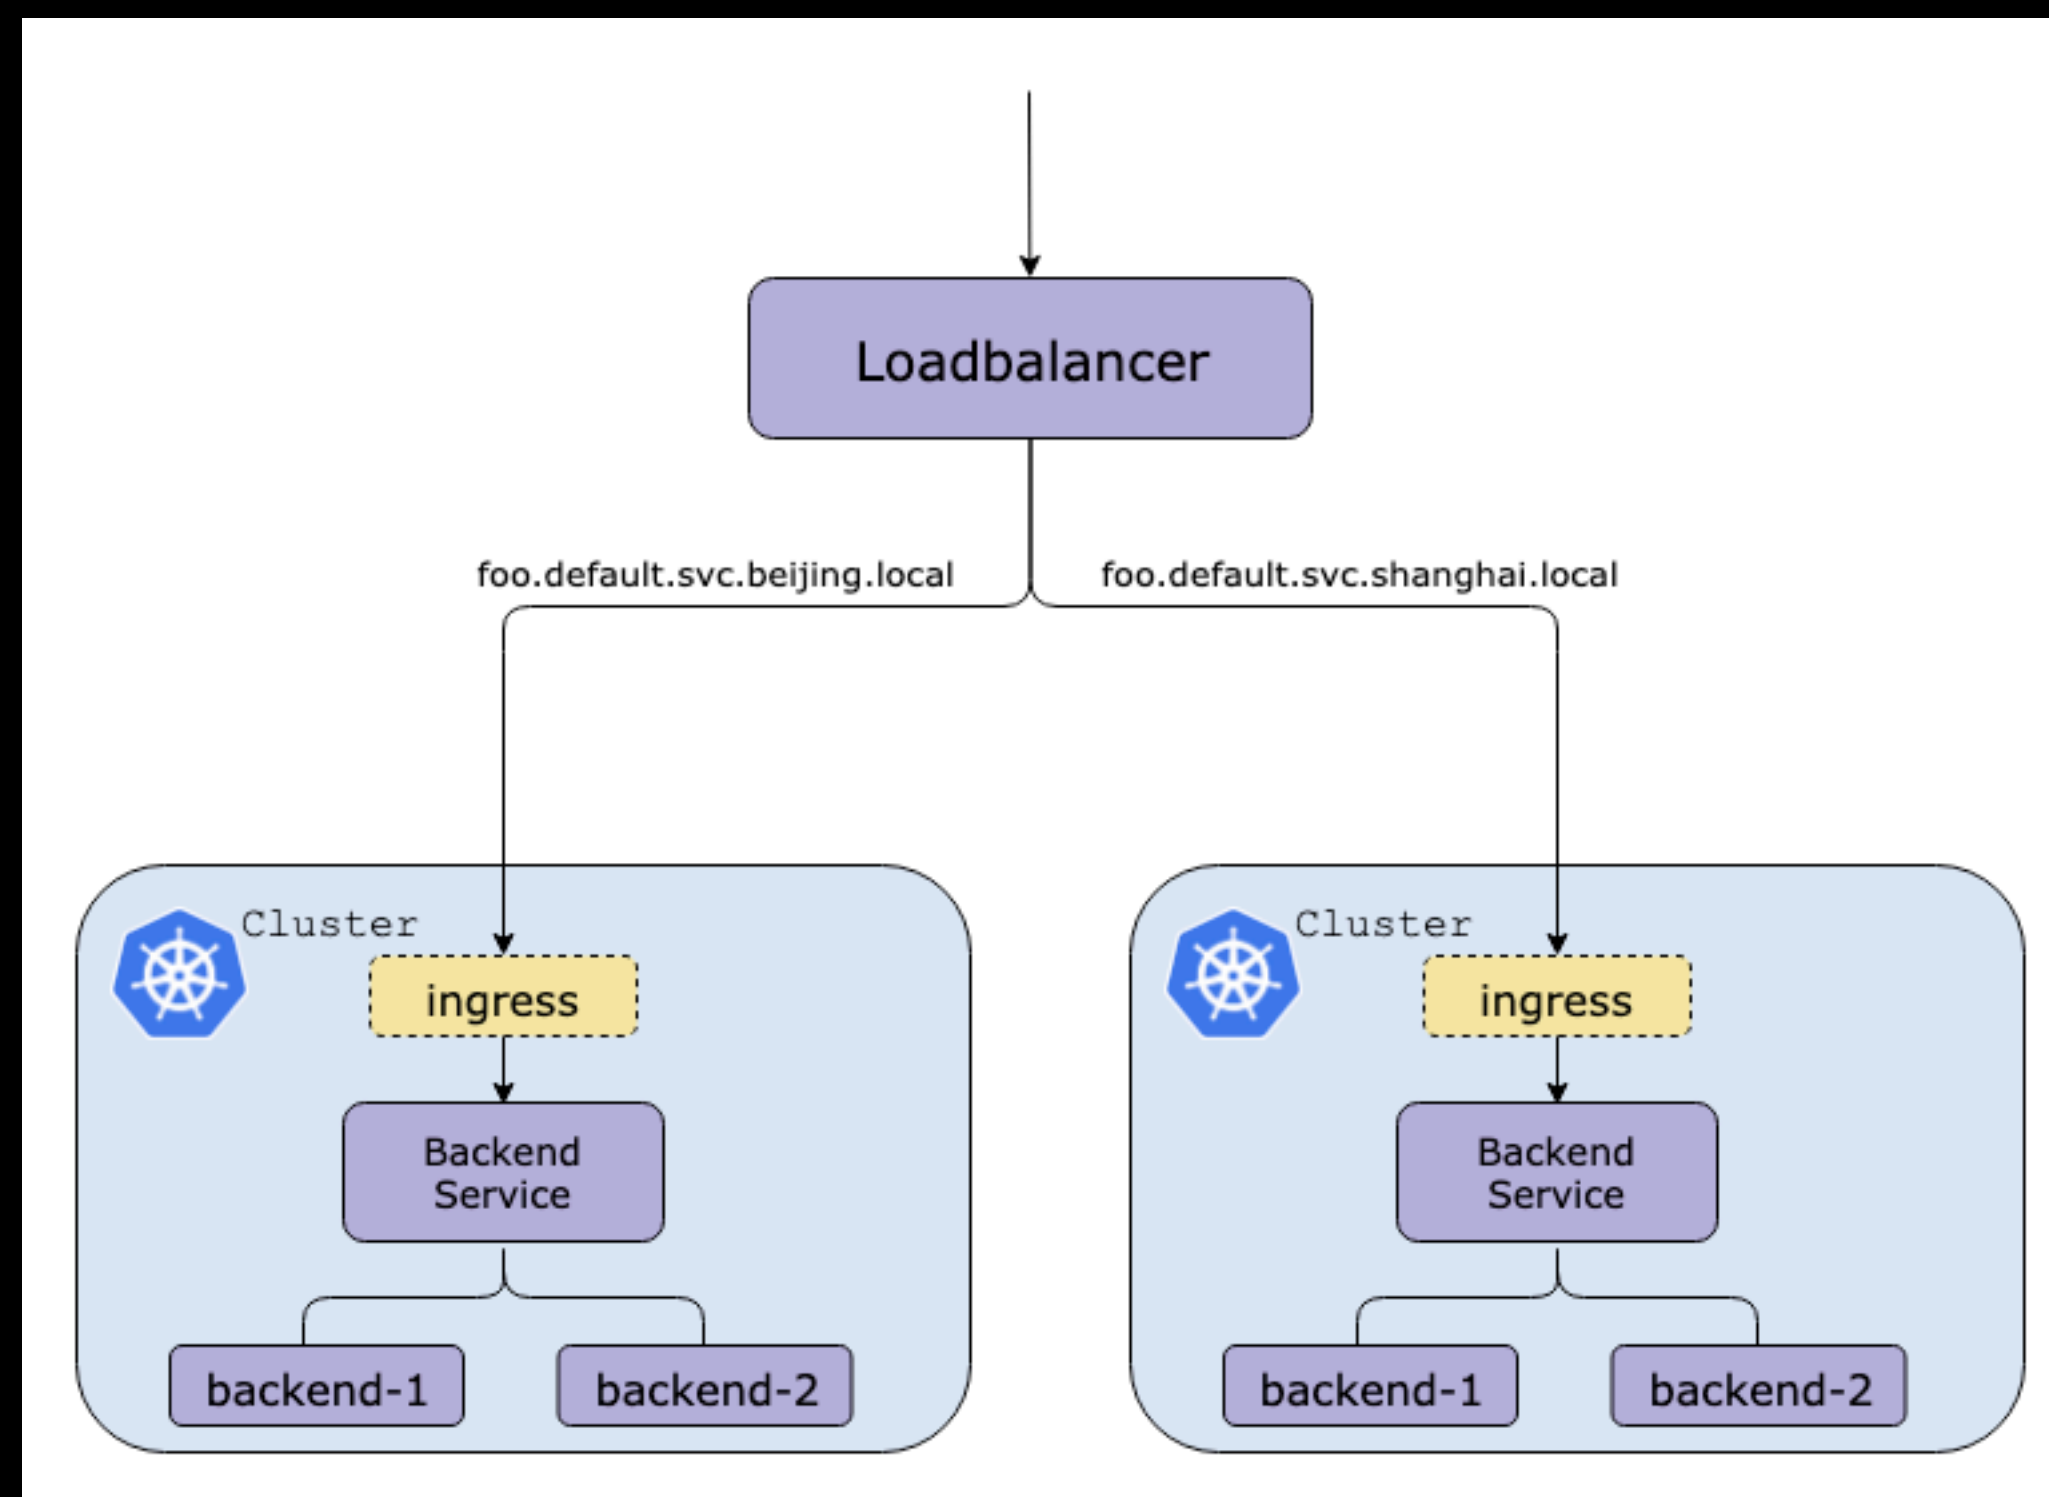 Loadbalancer
foo.default.svc.beijing.local
foo.default.svc.shanghai.local
Cluster
ingress
Backend
Service
backend-1
backend-2
Cluster
ingress
Backend
Service
backend-1
backend-2